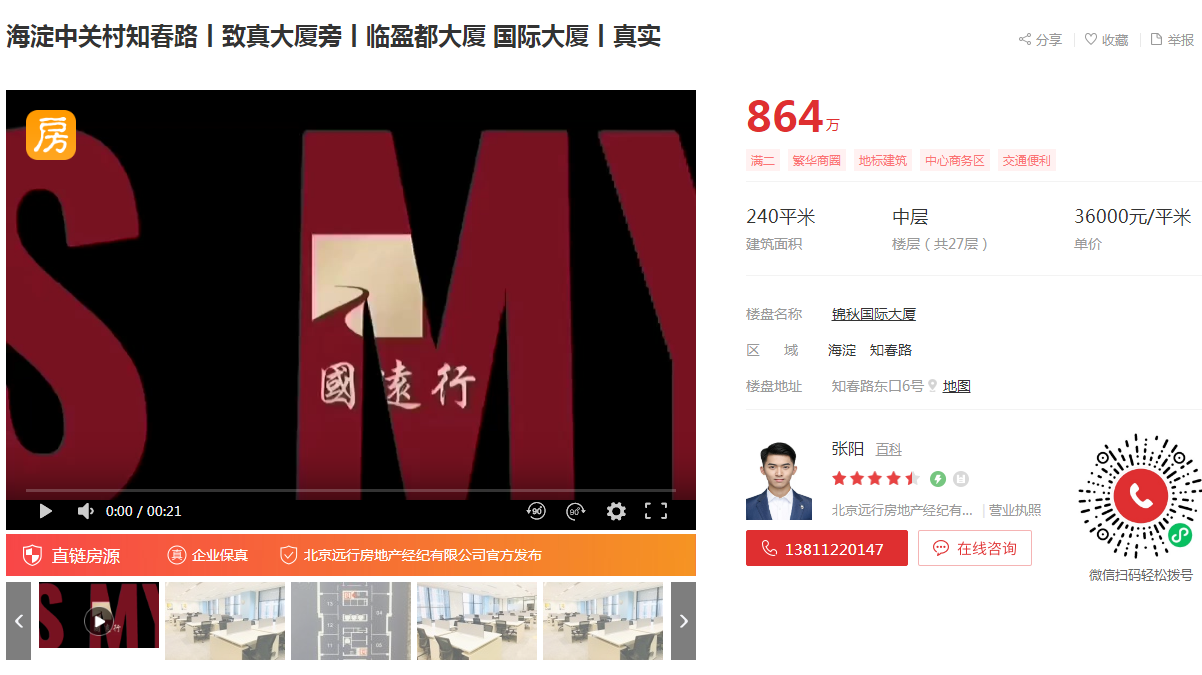 海淀中关村知春路丨致真大厦旁丨临盈都大厦 国际大厦丨真实
分享
收藏
举报
房
S MY
國遠行
0:00 / 00:21
90
90
直链房源
真 企业保真
北京远行房地产经纪有限公司官方发布
S MY
864万
满二 繁华商圈 地标建筑 中心商务区 交通便利
240平米 中层 36000元/平米
建筑面积 楼层（共27层） 单价
楼盘名称 锦秋国际大厦
区 域 海淀 知春路
楼盘地址 知春路东口6号 地图
张阳 百科
北京远行房地产经纪有... 营业执照
13811220147
在线咨询
微信扫码轻松拨号